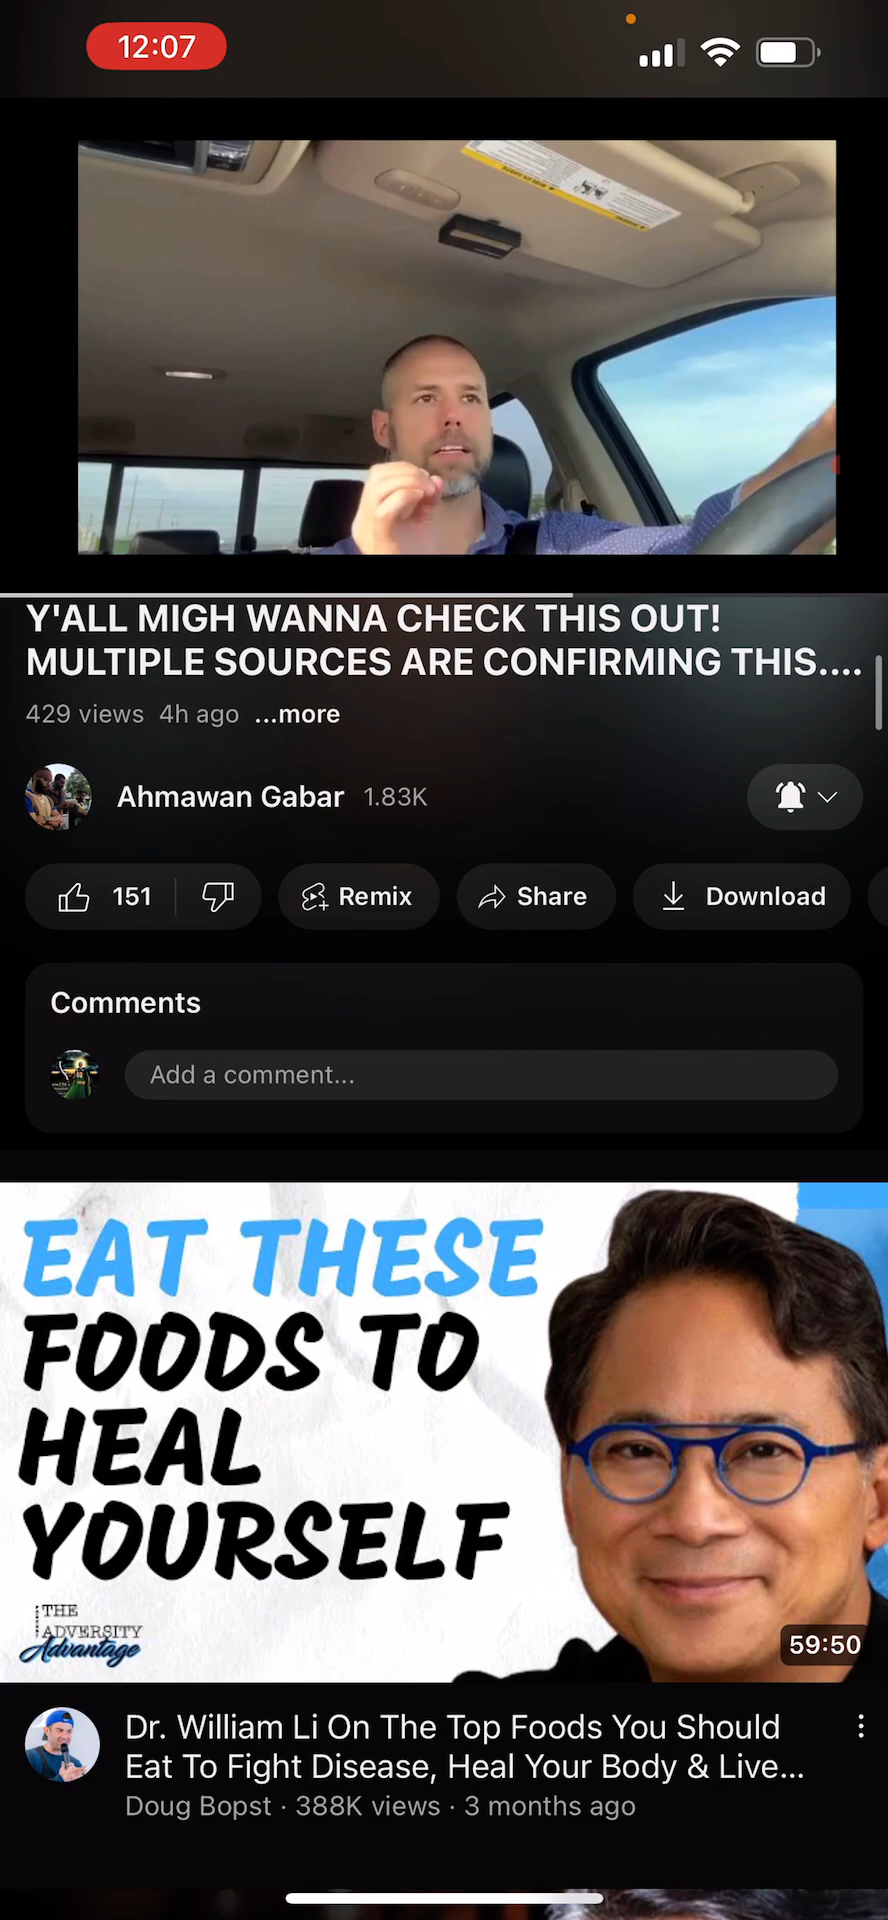 12:07
Y'ALL MIGH WANNA CHECK THIS OUT!
MULTIPLE SOURCES ARE CONFIRMING THIS....
429 views 4h ago ...more
Ahmawan Gabar 1.83K
151
Remix
Share
Download
Comments
Add a comment...
EAT THESE
FOODS TO
HEAL
YOURSELF
THE
ADVERSITY
Advantage
59:50
Dr. William Li On The Top Foods You Should
Eat To Fight Disease, Heal Your Body & Live...
Doug Bopst · 388K views · 3 months ago